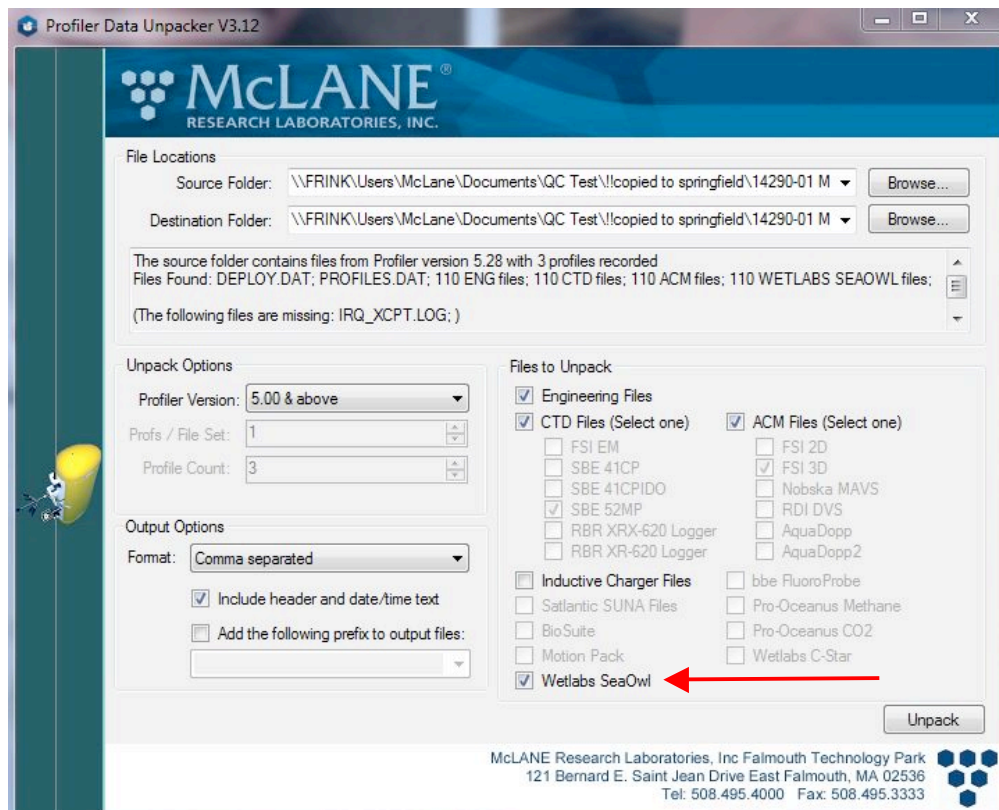 Profiler Data Unpacker V3.12
McLANE®
RESEARCH LABORATORIES, INC.
File Locations
Source Folder: \\FRINK\Users\McLane\Documents\QC Test\!!copied to springfield\14290-01 M Browse...
Destination Folder: \\FRINK\Users\McLane\Documents\QC Test\!!copied to springfield\14290-01 M Browse...
The source folder contains files from Profiler version 5.28 with 3 profiles recorded
Files Found: DEPLOY.DAT; PROFILES.DAT; 110 ENG files; 110 CTD files; 110 ACM files; 110 WETLABS SEAOWL files;
(The following files are missing: IRQ_XCPT.LOG; )
Unpack Options
Profiler Version: 5.00 & above
Profs / File Set: 1
Profile Count: 3
Output Options
Format: Comma separated
Include header and date/time text
Add the following prefix to output files:
Files to Unpack
Engineering Files
CTD Files (Select one) ACM Files (Select one)
FSI EM FSI 2D
SBE 41CP FSI 3D
SBE 41CPIDO Nobska MAVS
SBE 52MP RDI DVS
RBR XRX-620 Logger AquaDopp
RBR XR-620 Logger AquaDopp2
Inductive Charger Files bbe FluoroProbe
Satlantic SUNA Files Pro-Oceanus Methane
BioSuite Pro-Oceanus CO2
Motion Pack Wetlabs C-Star
Wetlabs SeaOwl
Unpack
McLANE Research Laboratories, Inc Falmouth Technology Park
121 Bernard E. Saint Jean Drive East Falmouth, MA 02536
Tel: 508.495.4000 Fax: 508.495.3333